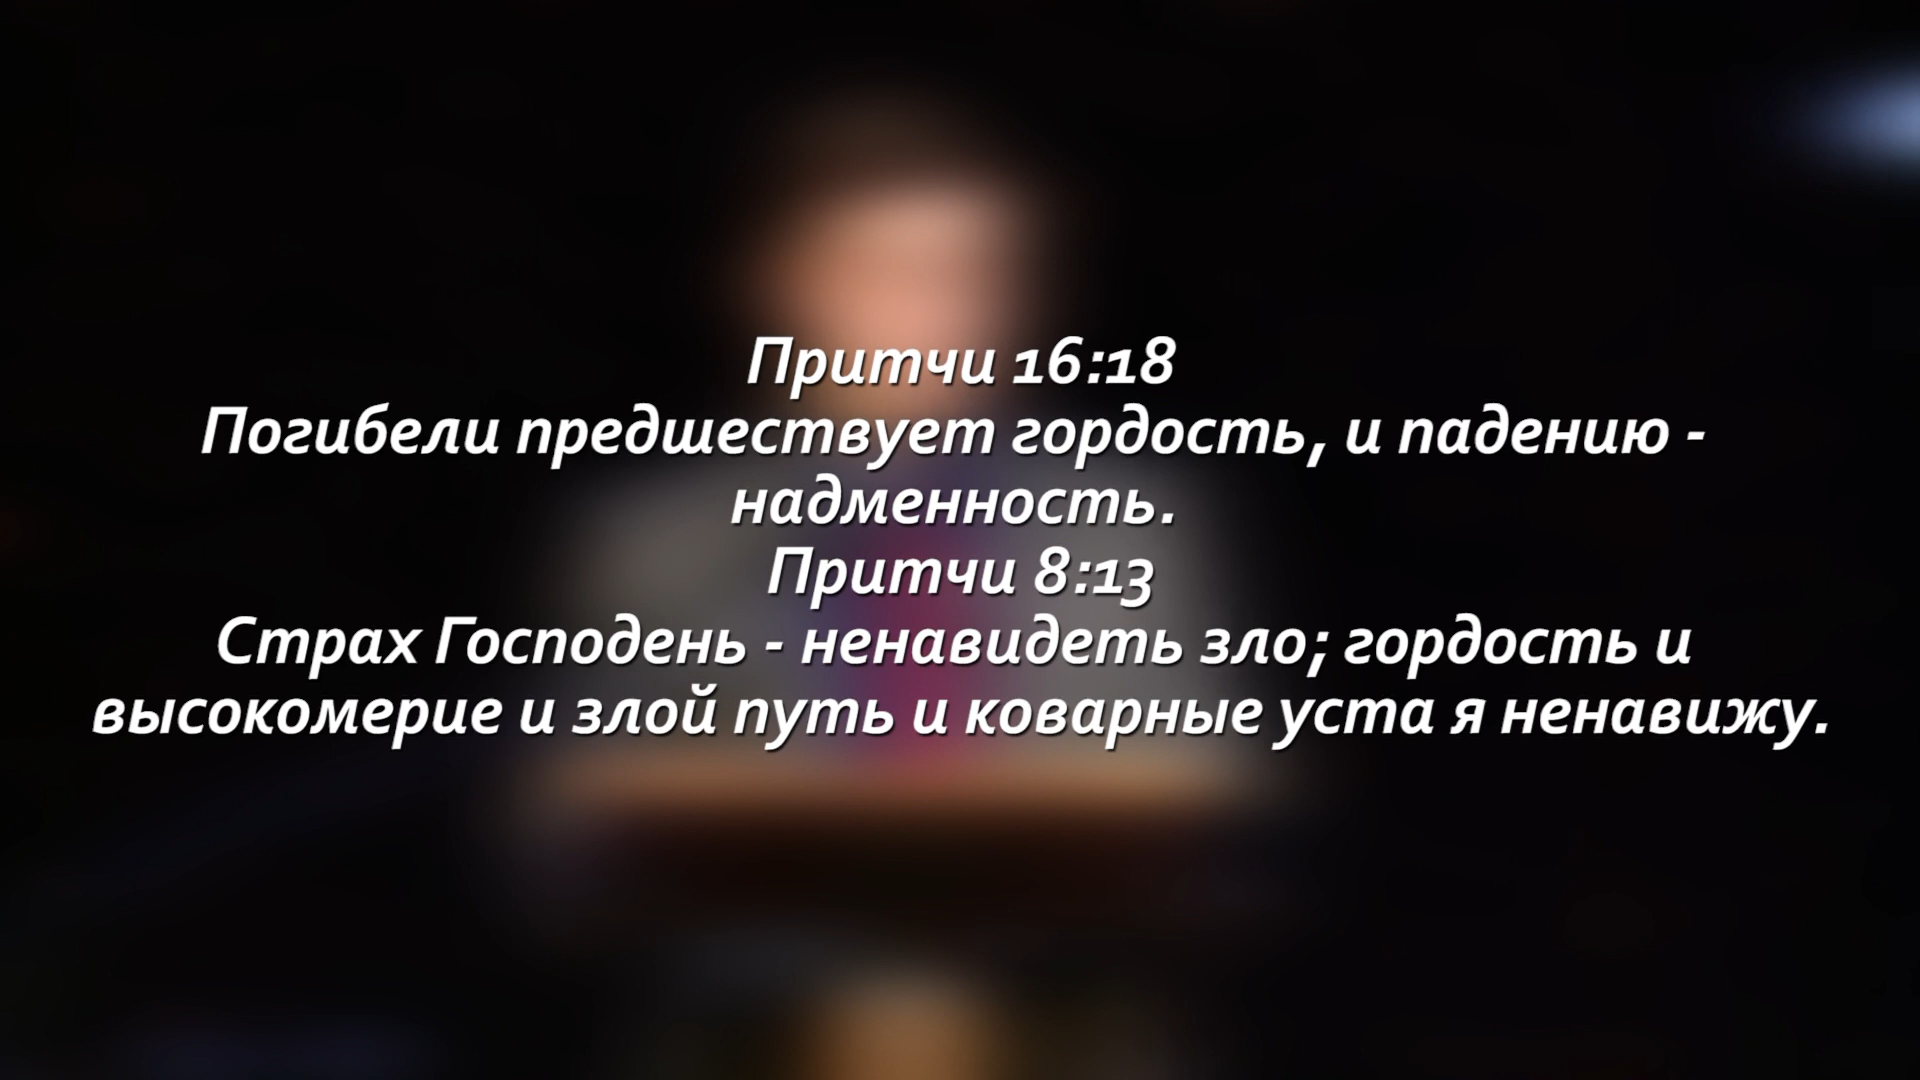 Притчи 16:18
Погибели предшествует гордость, и падению -
надменность.
Притчи 8:13
Страх Господень - ненавидеть зло; гордость и
высокомерие и злой путь и коварные уста я ненавижу.